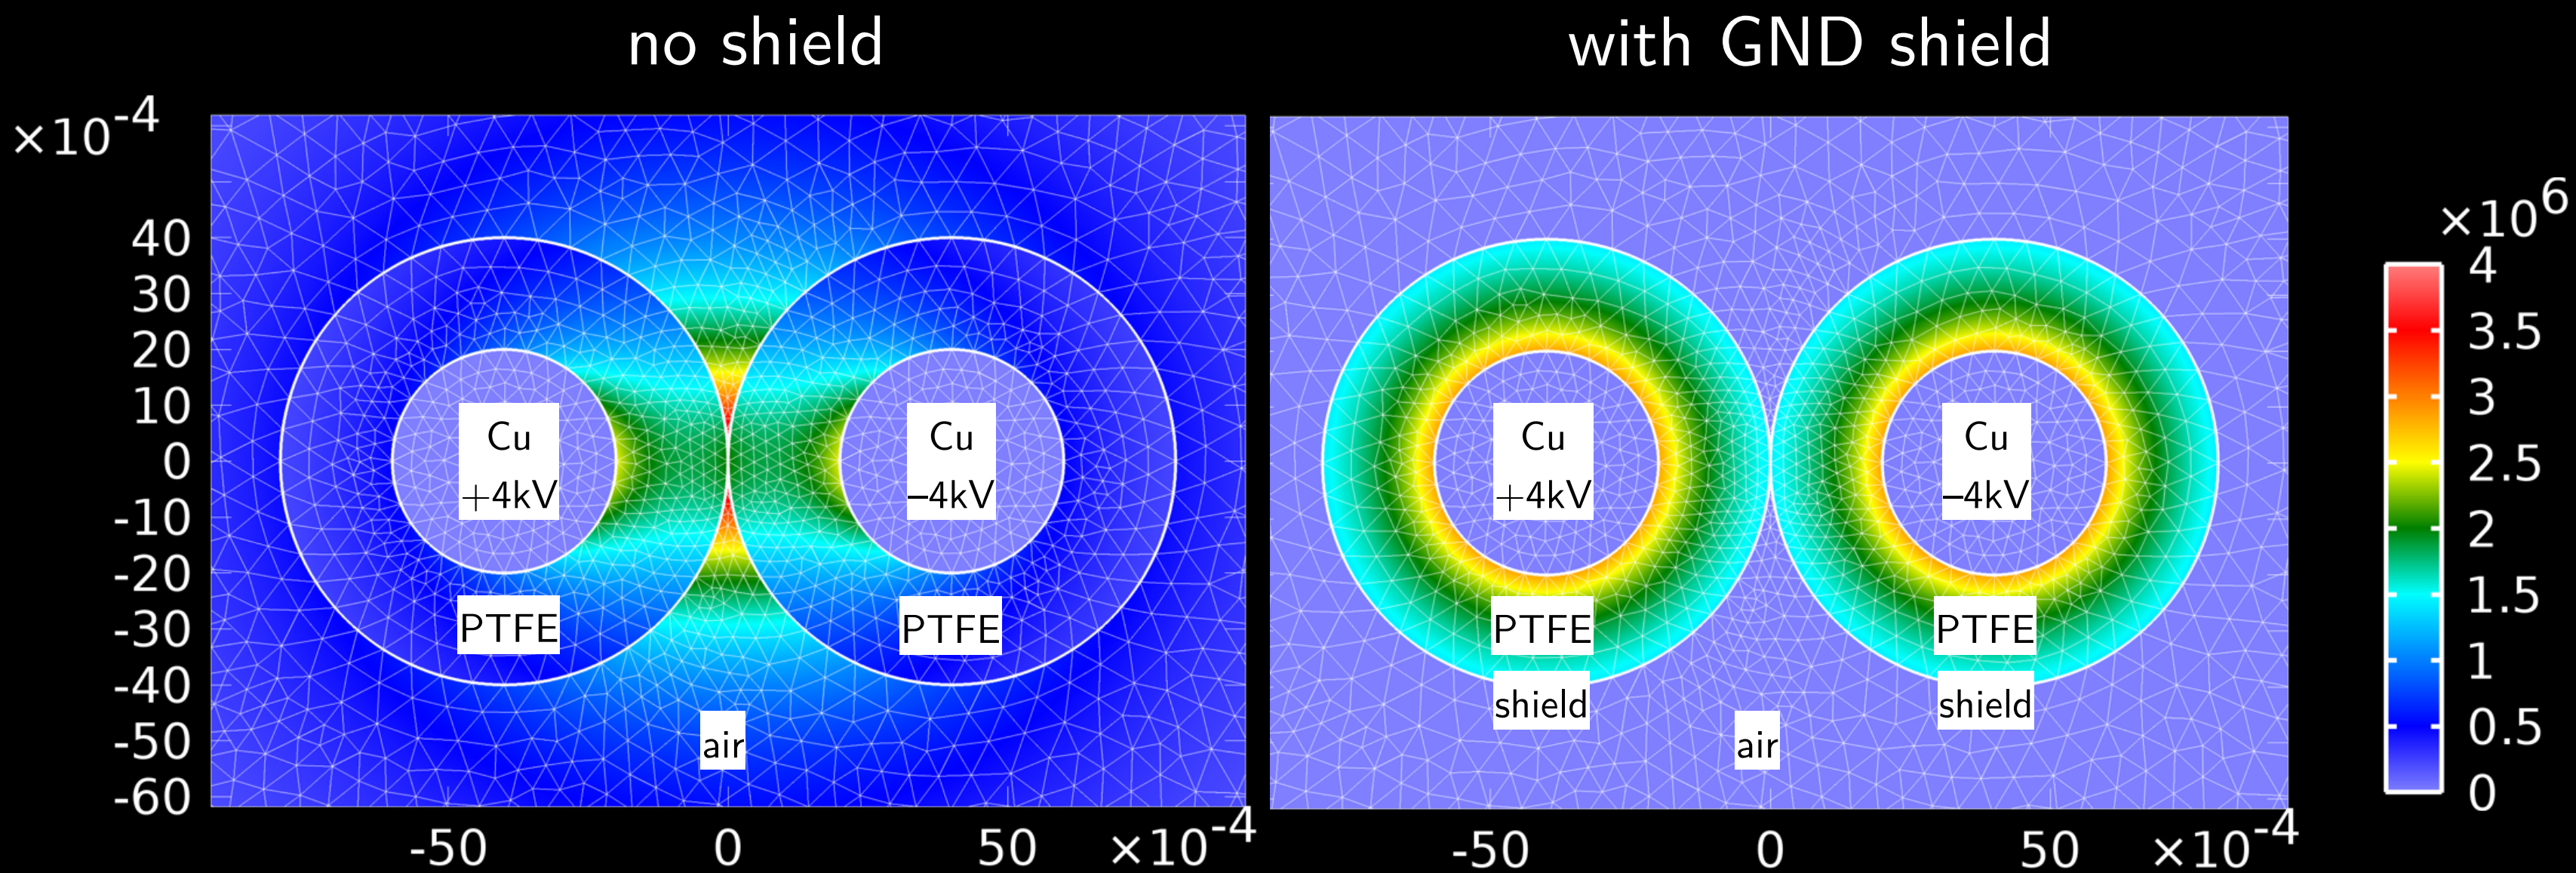 no shield
with GND shield
×10-4
40
30
20
10
0
-10
-20
-30
-40
-50
-60
Cu
+4kV
Cu
–4kV
PTFE
PTFE
air
-50
0
50
×10-4
Cu
+4kV
Cu
–4kV
PTFE
PTFE
shield
shield
air
-50
0
50
×10-4
×106
4
3.5
3
2.5
2
1.5
1
0.5
0